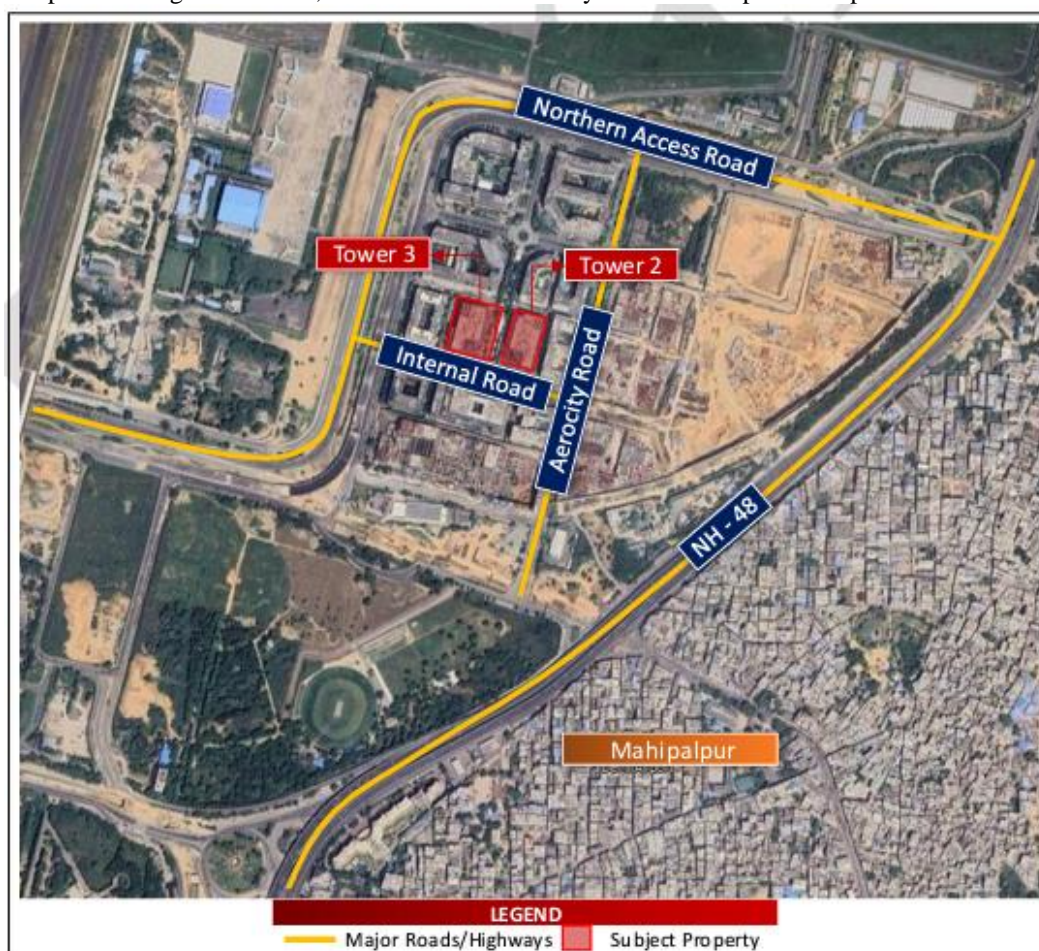 Northern Access Road
Tower 3
Tower 2
Internal Road
Aerocity Road
NH - 48
Mahipalpur
LEGEND
Major Roads/Highways
Subject Property